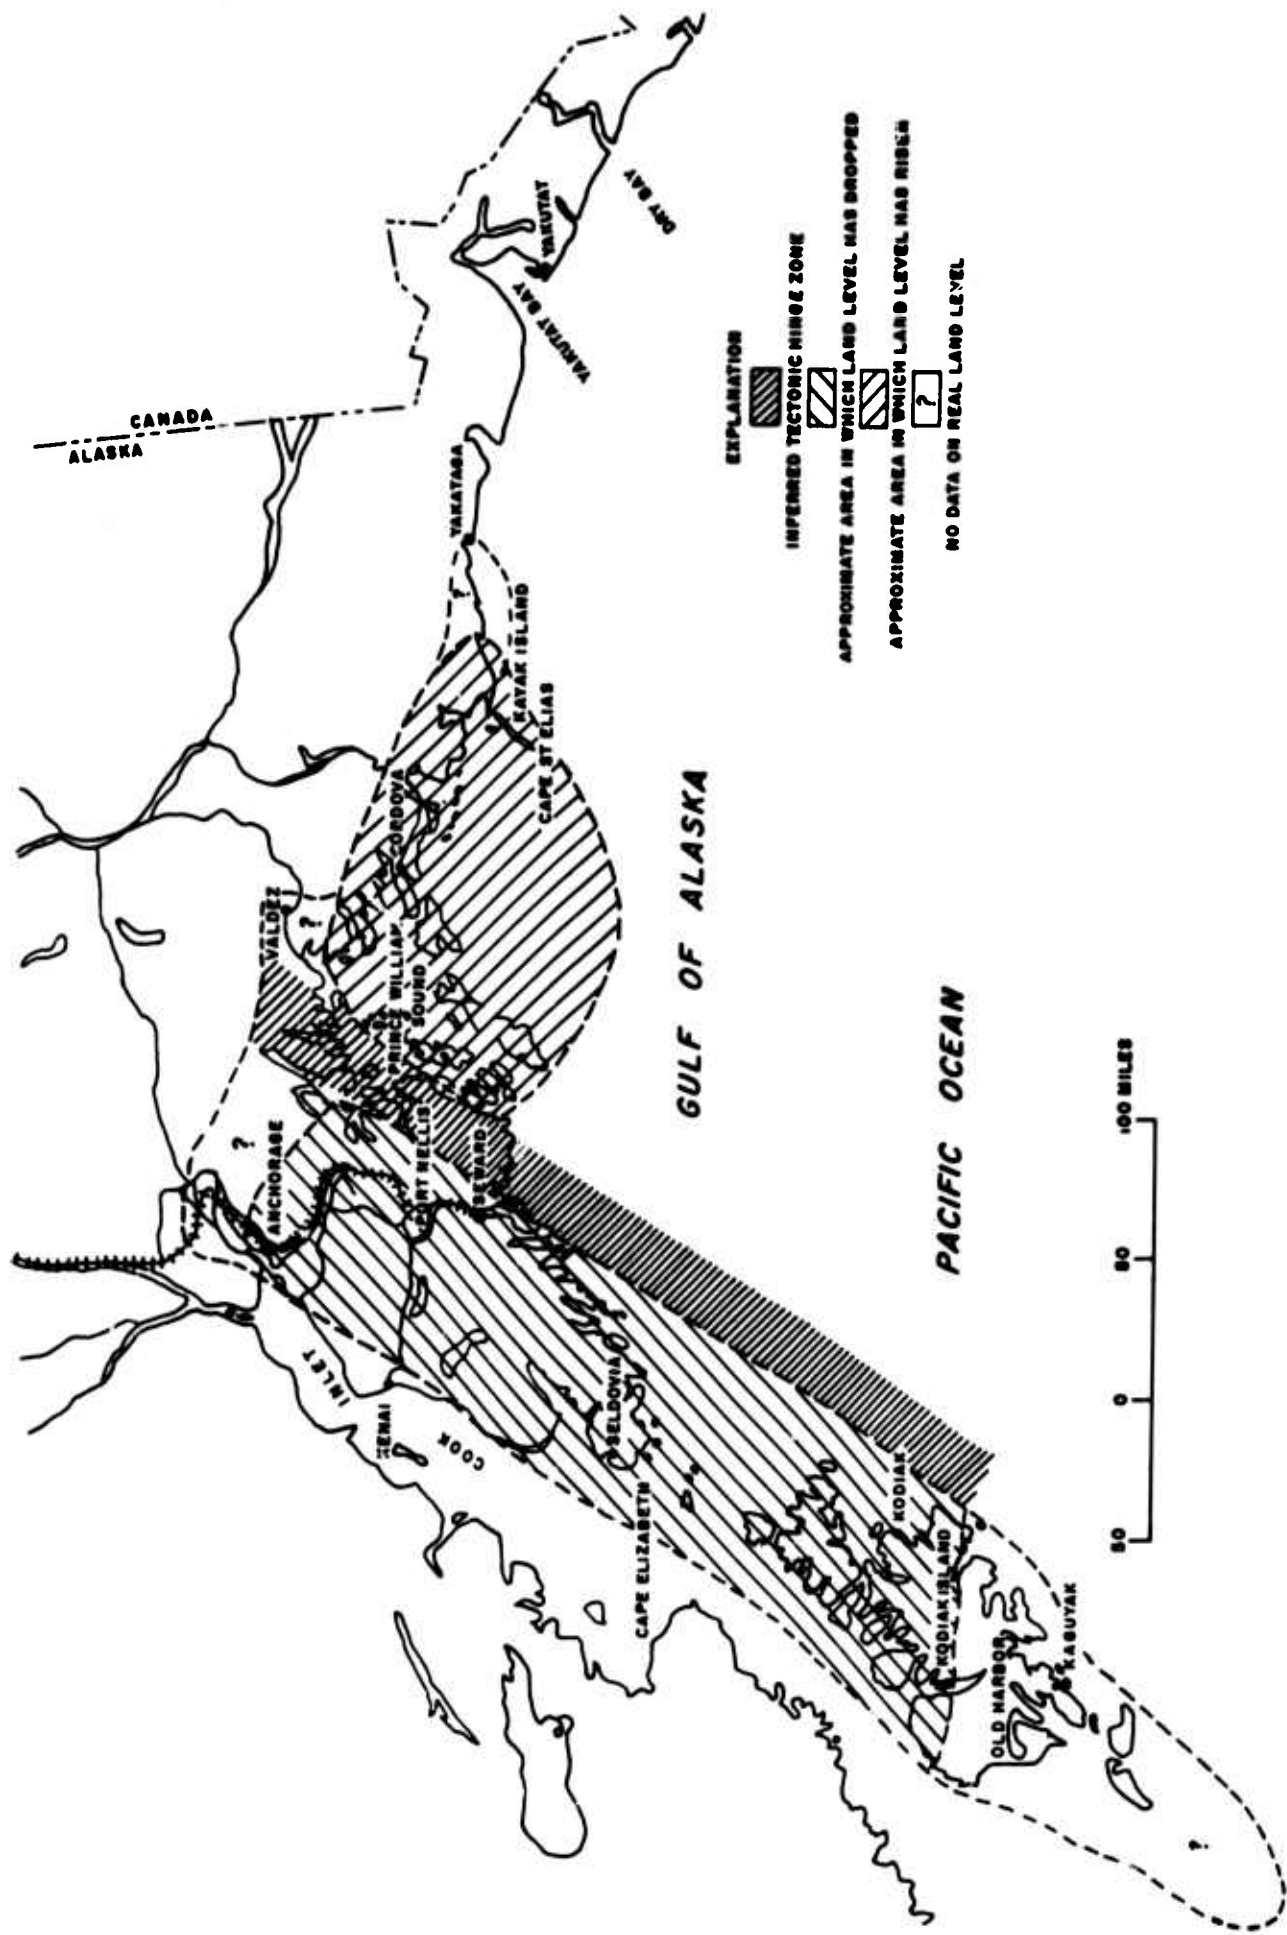 CANADA
ALASKA
YAKUTAT
DRY BAY
YAKUTAT BAY
YAKATAGA
?
KAYAK ISLAND
CAPE ST ELIAS
CORDOVA
VALDEZ
?
PRINCE WILLIAM
SOUND
?
ANCHORAGE
PORT NELLIS
SEWARD
INLET
COOK
KENAI
SELDOVIA
CAPE ELIZABETH
KODIAK
KODIAK ISLAND
OLD HARBOR
KAGUYAK
?
GULF OF ALASKA
PACIFIC OCEAN
50 0 50 100 MILES
EXPLANATION
INFERRED TECTONIC HINGE ZONE
APPROXIMATE AREA IN WHICH LAND LEVEL HAS DROPPED
APPROXIMATE AREA IN WHICH LAND LEVEL HAS RISEN
?
NO DATA ON REAL LAND LEVEL